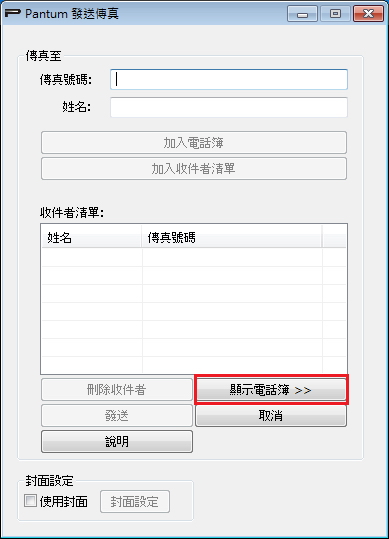 Pantum 發送傳真
傳真至
傳真號碼:
姓名:
加入電話簿
加入收件者清單
收件者清單:
姓名 傳真號碼
刪除收件者 顯示電話簿 >>
發送 取消
說明
封面設定
使用封面 封面設定